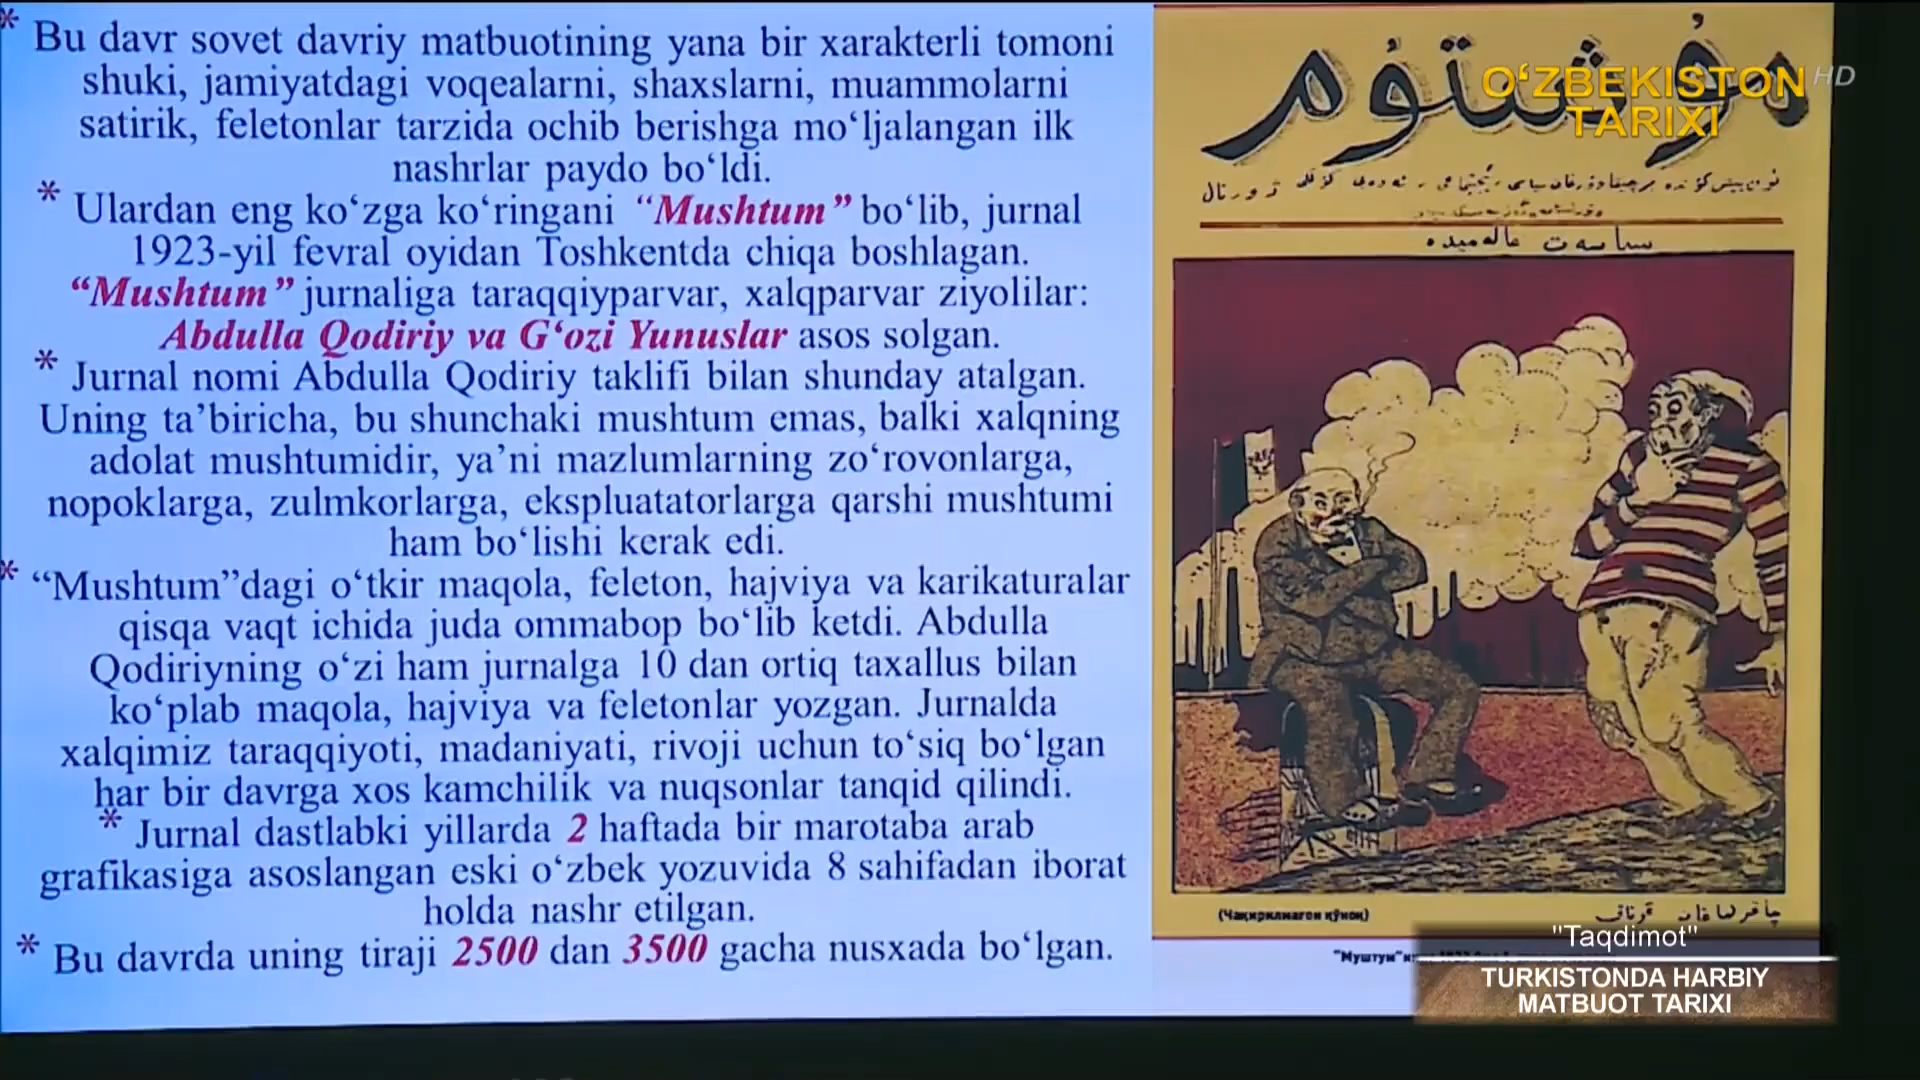 * Bu davr sovet davriy matbuotining yana bir xarakterli tomoni
shuki, jamiyatdagi voqealarni, shaxslarni, muammolarni
satirik, feletonlar tarzida ochib berishga mo‘ljalangan ilk
nashrlar paydo bo‘ldi.
* Ulardan eng ko‘zga ko‘ringani “Mushtum” bo‘lib, jurnal
1923-yil fevral oyidan Toshkentda chiqa boshlagan.
“Mushtum” jurnaliga taraqqiyparvar, xalqparvar ziyolilar:
Abdulla Qodiriy va G‘ozi Yunuslar asos solgan.
* Jurnal nomi Abdulla Qodiriy taklifi bilan shunday atalgan.
Uning ta’biricha, bu shunchaki mushtum emas, balki xalqning
adolat mushtumidir, ya’ni mazlumlarning zo‘rovonlarga,
nopoklarga, zulmkorlarga, ekspluatatorlarga qarshi mushtumi
ham bo‘lishi kerak edi.
* “Mushtum”dagi o‘tkir maqola, feleton, hajviya va karikaturalar
qisqa vaqt ichida juda ommabop bo‘lib ketdi. Abdulla
Qodiriyning o‘zi ham jurnalga 10 dan ortiq taxallus bilan
ko‘plab maqola, hajviya va feletonlar yozgan. Jurnalda
xalqimiz taraqqiyoti, madaniyati, rivoji uchun to‘siq bo‘lgan
har bir davrga xos kamchilik va nuqsonlar tanqid qilindi.
* Jurnal dastlabki yillarda 2 haftada bir marotaba arab
grafikasiga asoslangan eski o‘zbek yozuvida 8 sahifadan iborat
holda nashr etilgan.
* Bu davrda uning tiraji 2500 dan 3500 gacha nusxada bo‘lgan.
مۇشتۇم
O‘ZBEKISTON HD
TARIXI
سیاسەت عالەمیدە
(Чақирилмаган қўноқ)
"Муштум"
"Taqdimot"
TURKISTONDA HARBIY
MATBUOT TARIXI